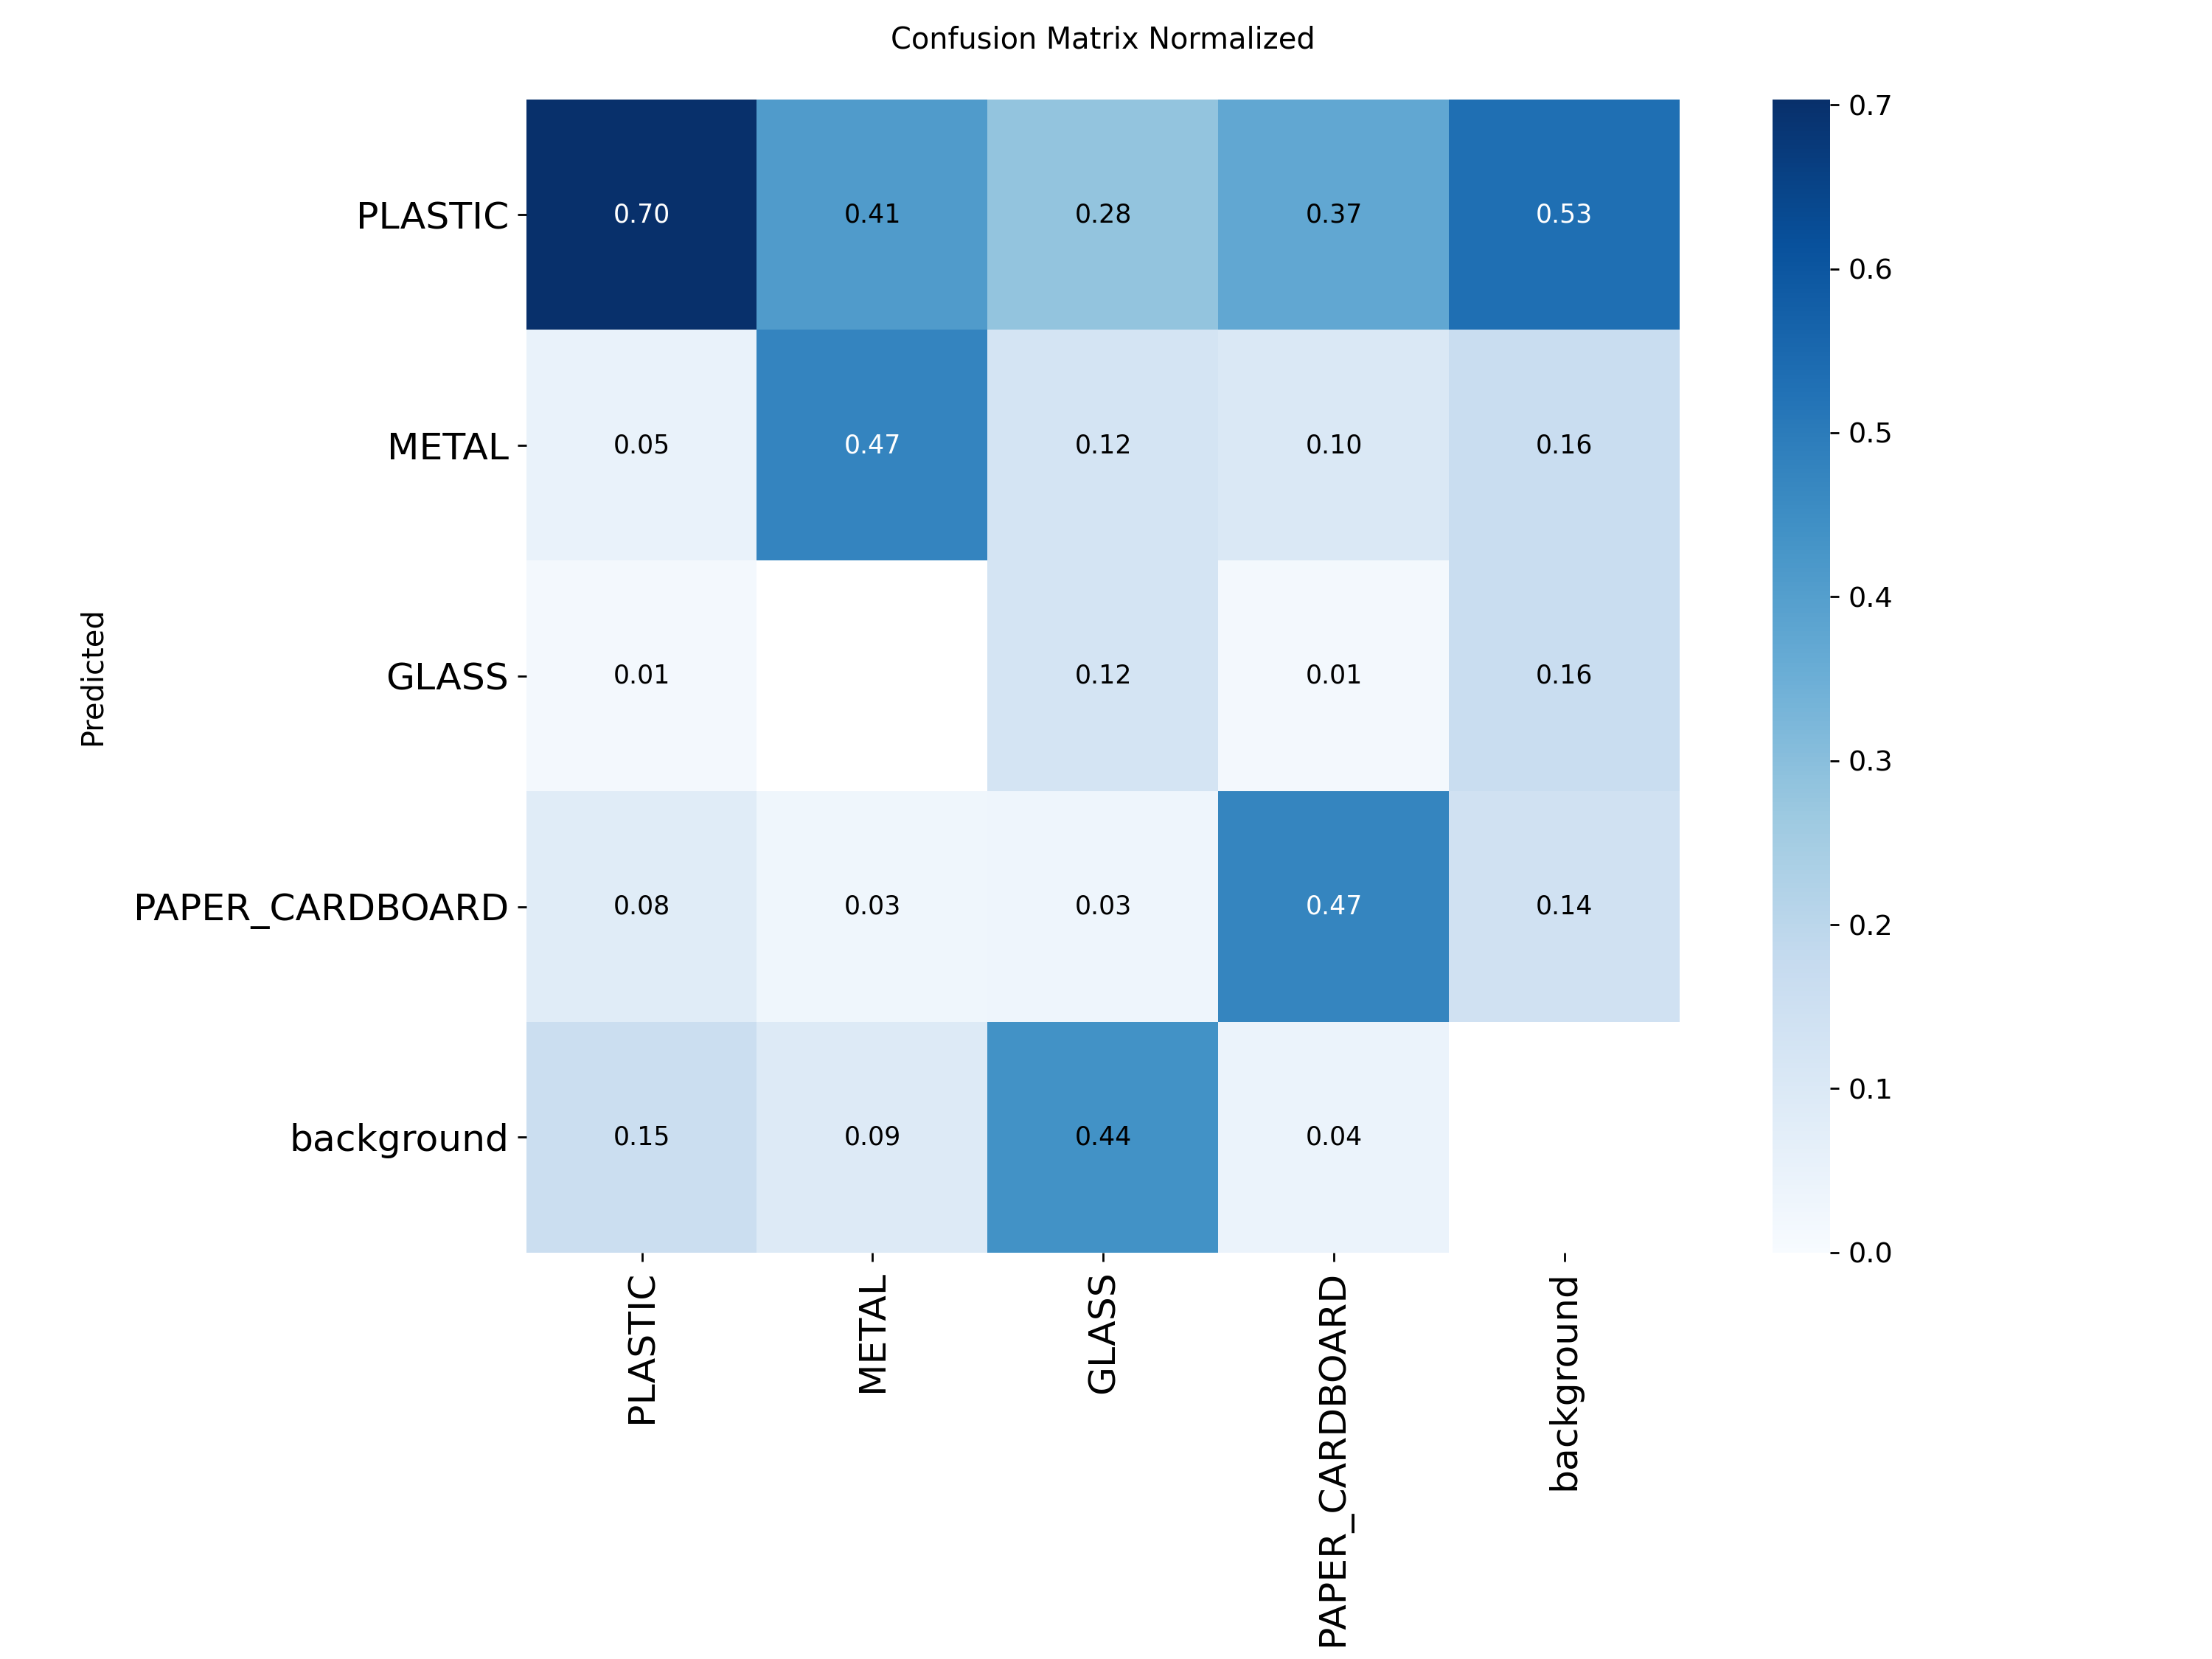 Confusion Matrix Normalized
Predicted
PLASTIC 0.70 0.41 0.28 0.37 0.53
METAL 0.05 0.47 0.12 0.10 0.16
GLASS 0.01 0.12 0.01 0.16
PAPER_CARDBOARD 0.08 0.03 0.03 0.47 0.14
background 0.15 0.09 0.44 0.04
PLASTIC METAL GLASS PAPER_CARDBOARD background
0.7
0.6
0.5
0.4
0.3
0.2
0.1
0.0